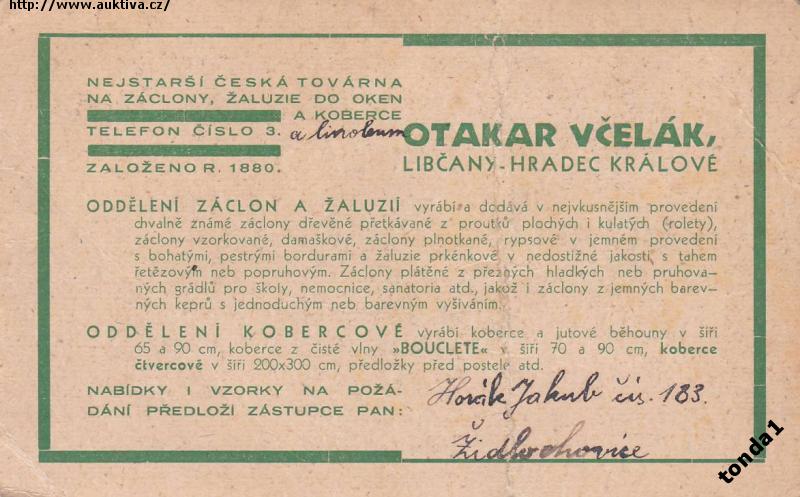 http://www.auktiva.cz/
NEJSTARŠÍ ČESKÁ TOVÁRNA
NA ZÁCLONY, ŽALUZIE DO OKEN
A KOBERCE
TELEFON ČÍSLO 3. a linoleum
ZALOŽENO R. 1880.
OTAKAR VČELÁK,
LIBČANY-HRADEC KRÁLOVÉ
ODDĚLENÍ ZÁCLON A ŽALUZIÍ vyrábí a dodává v nejvkusnějším provedení
chvalně známé záclony dřevěné přetkávané z proutků plochých i kulatých (rolety),
záclony vzorkované, damaškové, záclony plnotkané, rypsové v jemném provedení
s bohatými, pestrými bordurami a žaluzie prkénkové v nedostižné jakosti, s tahem
řetězovým neb popruhovým. Záclony plátěné z přežných hladkých neb pruhova-
ných grádlů pro školy, nemocnice, sanatoria atd., jakož i záclony z jemných barev-
ných keprů s jednoduchým neb barevným vyšíváním.
ODDĚLENÍ KOBERCOVÉ vyrábí koberce a jutové běhouny v šíři
65 a 90 cm, koberce z čisté vlny »BOUCLETE« v šíři 70 a 90 cm, koberce
čtvercové v šíři 200x300 cm, předložky před postele atd.
NABÍDKY I VZORKY NA POŽÁ-
DÁNÍ PŘEDLOŽÍ ZÁSTUPCE PAN:
Horák Jakub čís. 183.
Židlochovice
tonda1